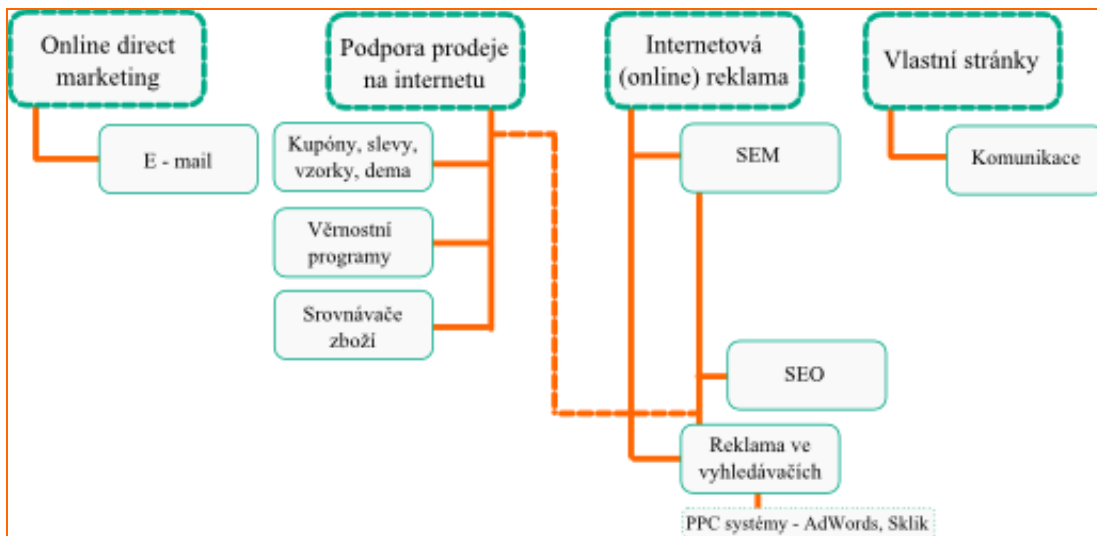 Online direct
marketing
E - mail
Podpora prodeje
na internetu
Kupóny, slevy,
vzorky, dema
Věrnostní
programy
Srovnávače
zboží
Internetová
(online) reklama
SEM
SEO
Reklama ve
vyhledávačích
PPC systémy - AdWords, Sklik
Vlastní stránky
Komunikace